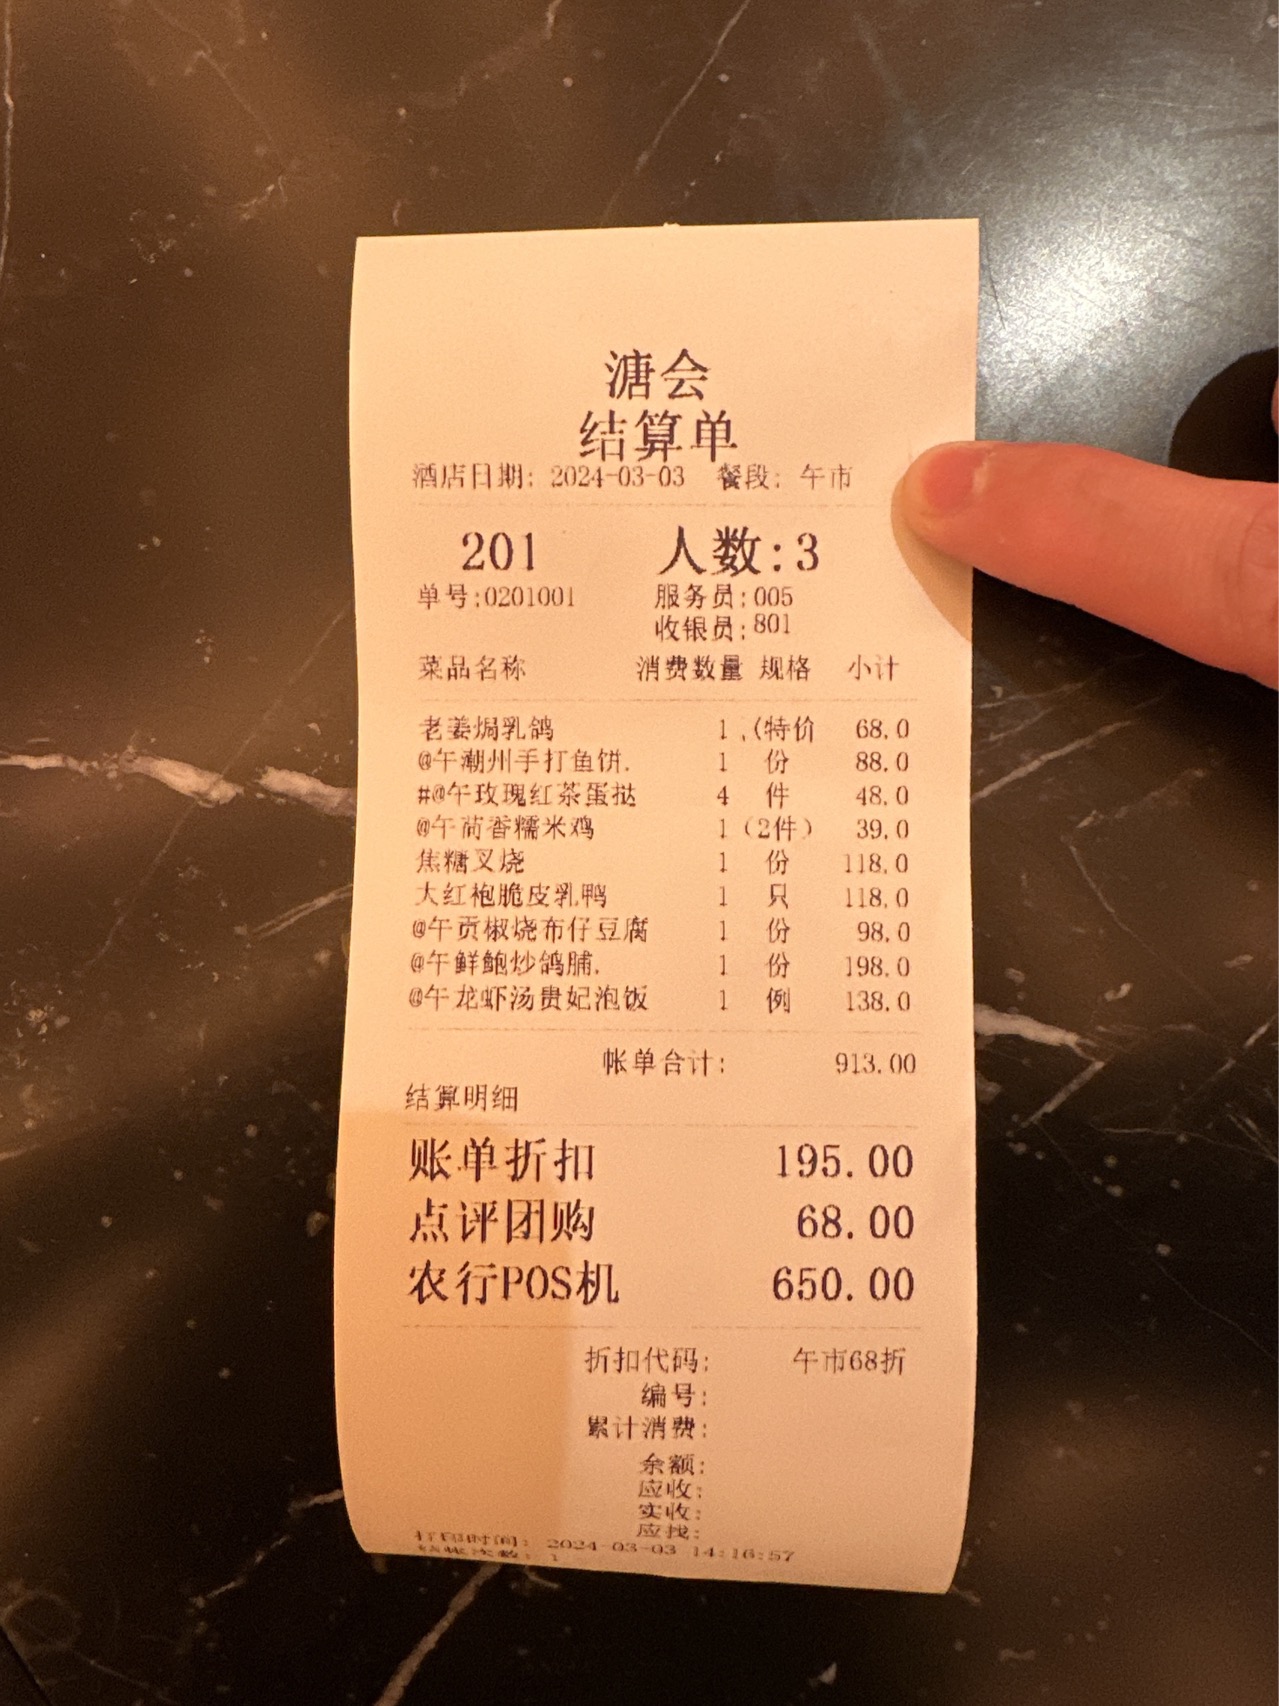 溏会
结算单
酒店日期: 2024-03-03 餐段: 午市
201 人数:3
单号:0201001 服务员:005
收银员:801
菜品名称 消费数量 规格 小计
老姜焗乳鸽 1 .(特价 68.0
@午潮州手打鱼饼. 1 份 88.0
#@午玫瑰红茶蛋挞 4 件 48.0
@午荷香糯米鸡 1 (2件) 39.0
焦糖叉烧 1 份 118.0
大红袍脆皮乳鸭 1 只 118.0
@午贡椒烧布仔豆腐 1 份 98.0
@午鲜鲍炒鸽脯. 1 份 198.0
@午龙虾汤贵妃泡饭 1 例 138.0
帐单合计: 913.00
结算明细
账单折扣 195.00
点评团购 68.00
农行POS机 650.00
折扣代码: 午市68折
编号:
累计消费:
余额:
应收:
实收:
应找:
打印时间: 2024-03-03 14:16:57
结帐次数: 1